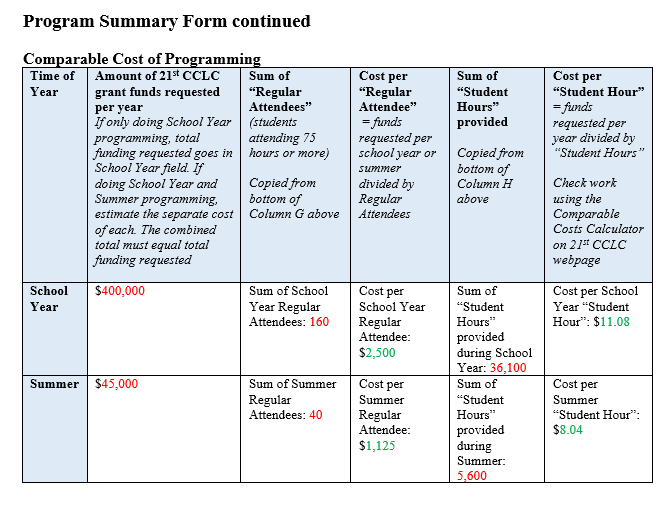 Program Summary Form continued
Comparable Cost of Programming
Time of
Year
Amount of 21st CCLC
grant funds requested
per year
If only doing School Year
programming, total
funding requested goes in
School Year field. If
doing School Year and
Summer programming,
estimate the separate cost
of each. The combined
total must equal total
funding requested
Sum of
“Regular
Attendees”
(students
attending 75
hours or more)
Copied from
bottom of
Column G above
Cost per
“Regular
Attendee”
= funds
requested per
school year or
summer
divided by
Regular
Attendees
Sum of
“Student
Hours”
provided
Copied from
bottom of
Column H
above
Cost per
“Student Hour”
= funds
requested per
year divided by
“Student Hours”
Check work
using the
Comparable
Costs Calculator
on 21st CCLC
webpage
School
Year
$400,000
Sum of School
Year Regular
Attendees: 160
Cost per
School Year
Regular
Attendee:
$2,500
Sum of
“Student
Hours”
provided
during School
Year: 36,100
Cost per School
Year “Student
Hour”: $11.08
Summer
$45,000
Sum of Summer
Regular
Attendees: 40
Cost per
Summer
Regular
Attendee:
$1,125
Sum of
“Student
Hours”
provided
during
Summer:
5,600
Cost per
Summer
“Student Hour”:
$8.04